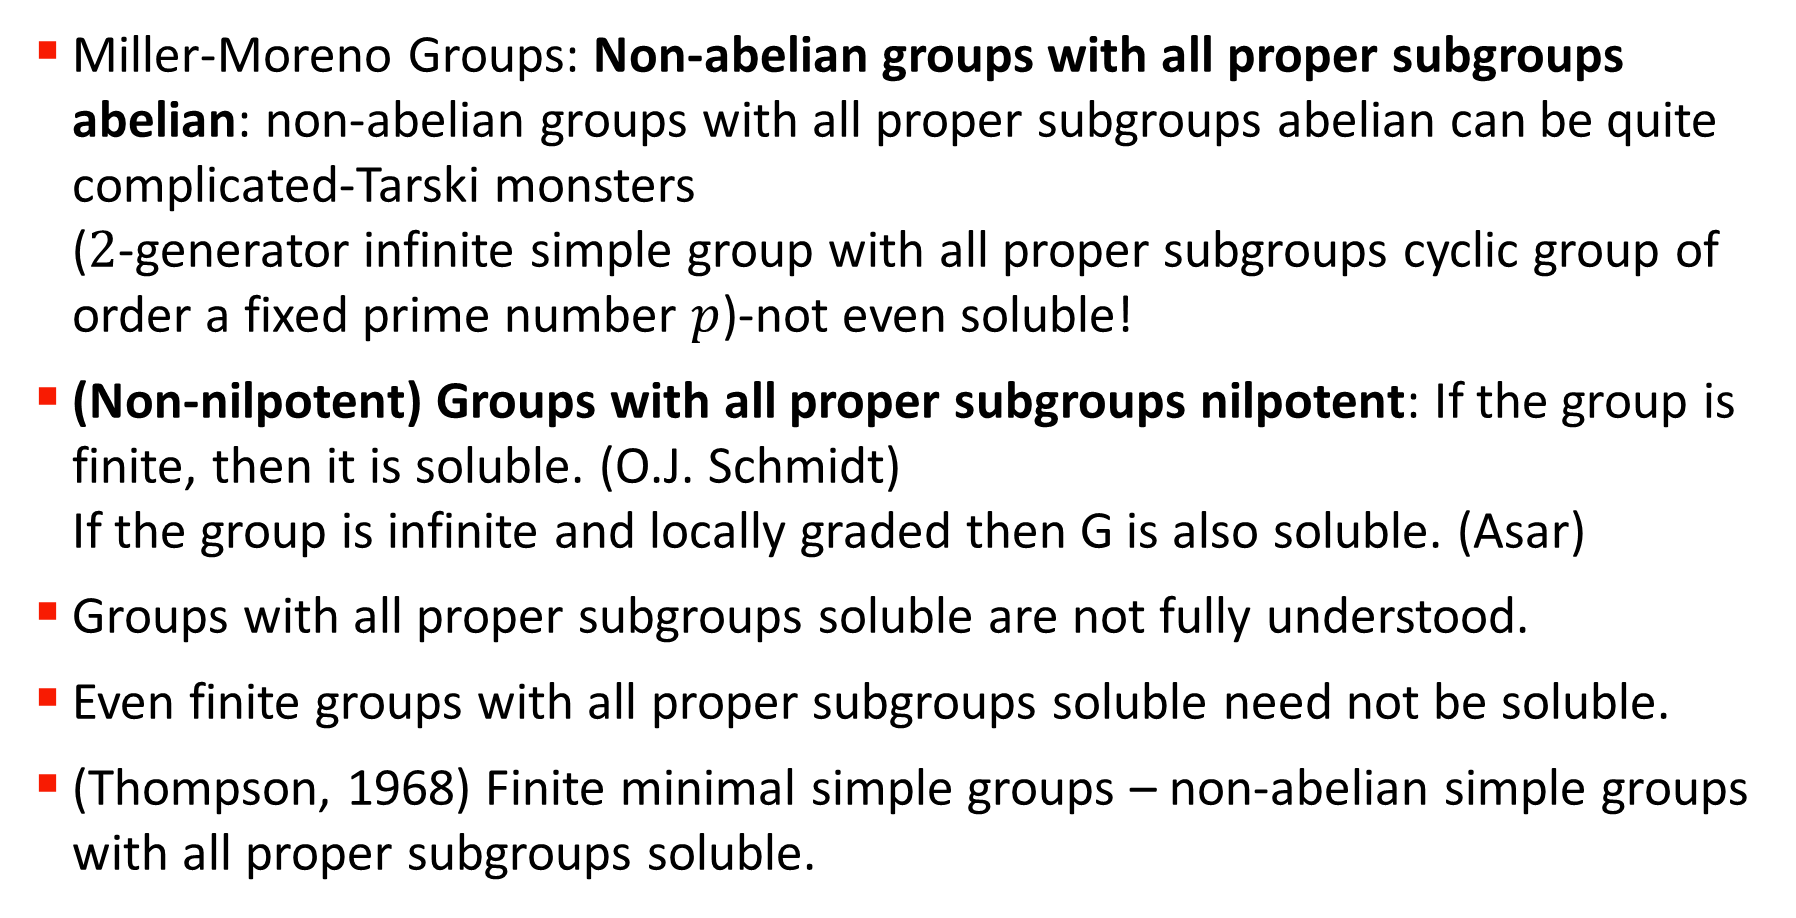 ▪ Miller-Moreno Groups: Non-abelian groups with all proper subgroups
abelian: non-abelian groups with all proper subgroups abelian can be quite
complicated-Tarski monsters
(2-generator infinite simple group with all proper subgroups cyclic group of
order a fixed prime number p)-not even soluble!
▪ (Non-nilpotent) Groups with all proper subgroups nilpotent: If the group is
finite, then it is soluble. (O.J. Schmidt)
If the group is infinite and locally graded then G is also soluble. (Asar)
▪ Groups with all proper subgroups soluble are not fully understood.
▪ Even finite groups with all proper subgroups soluble need not be soluble.
▪ (Thompson, 1968) Finite minimal simple groups – non-abelian simple groups
with all proper subgroups soluble.